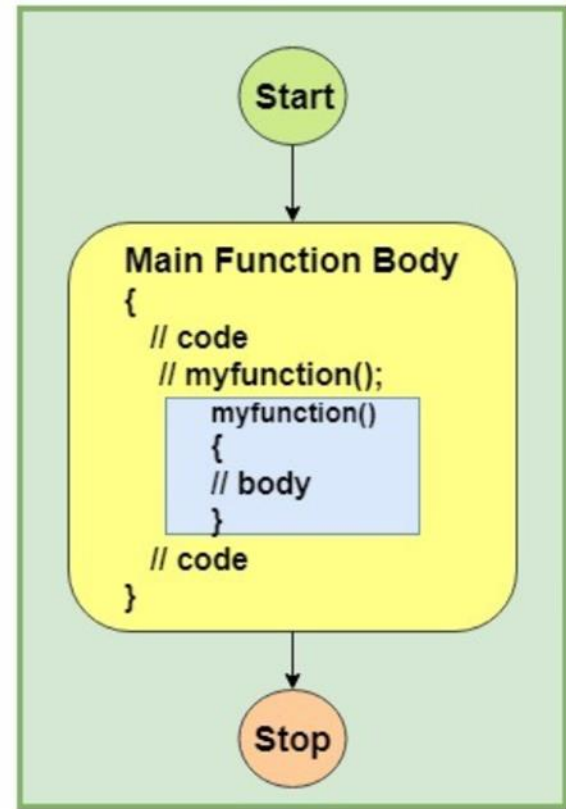 Start
Main Function Body
{
// code
// myfunction();
myfunction()
{
// body
}
// code
}
Stop